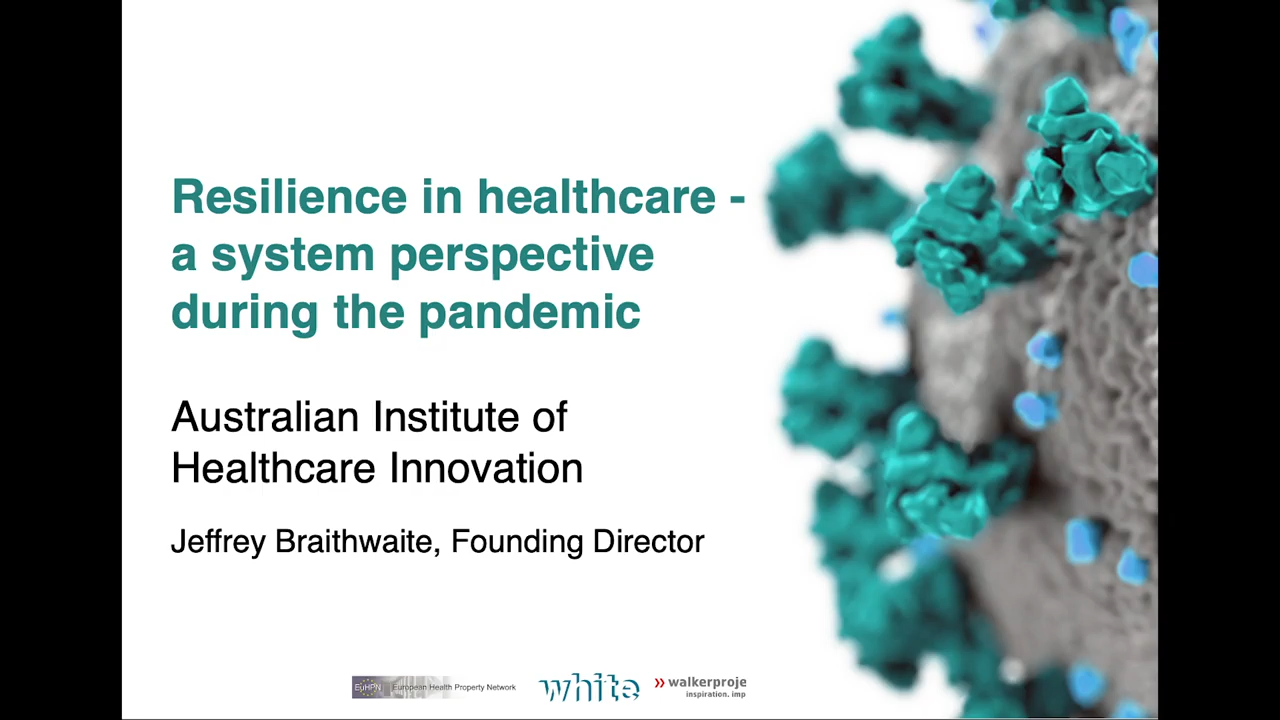 Resilience in healthcare -
a system perspective
during the pandemic
Australian Institute of
Healthcare Innovation
Jeffrey Braithwaite, Founding Director
EuHPN European Health Property Network
white
walkerproje
inspiration. imp